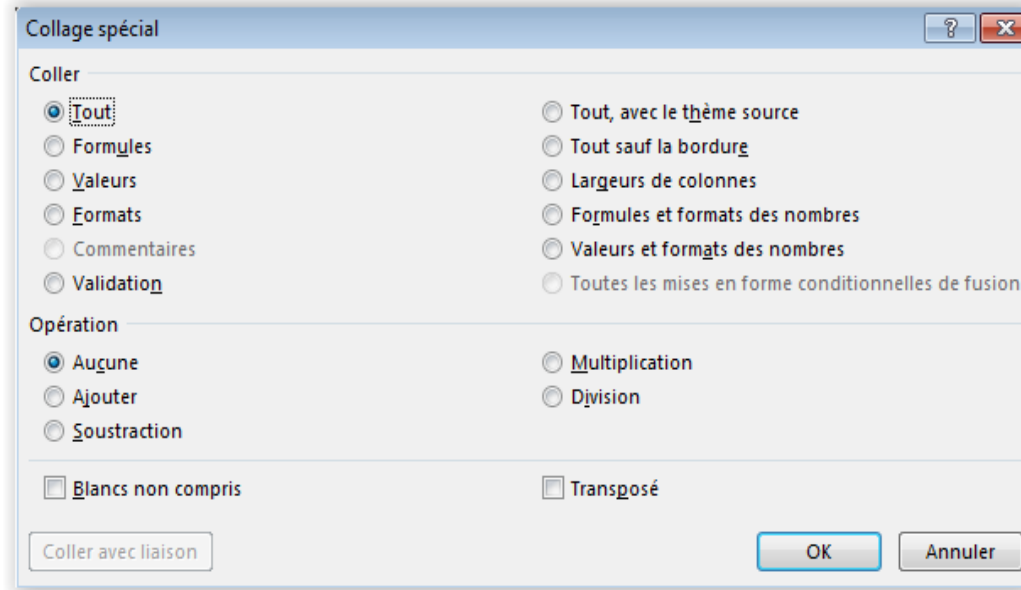 Collage spécial
Coller
Tout
Tout, avec le thème source
Formules
Tout sauf la bordure
Valeurs
Largeurs de colonnes
Formats
Formules et formats des nombres
Commentaires
Valeurs et formats des nombres
Validation
Toutes les mises en forme conditionnelles de fusion
Opération
Aucune
Multiplication
Ajouter
Division
Soustraction
Blancs non compris
Transposé
Coller avec liaison
OK
Annuler